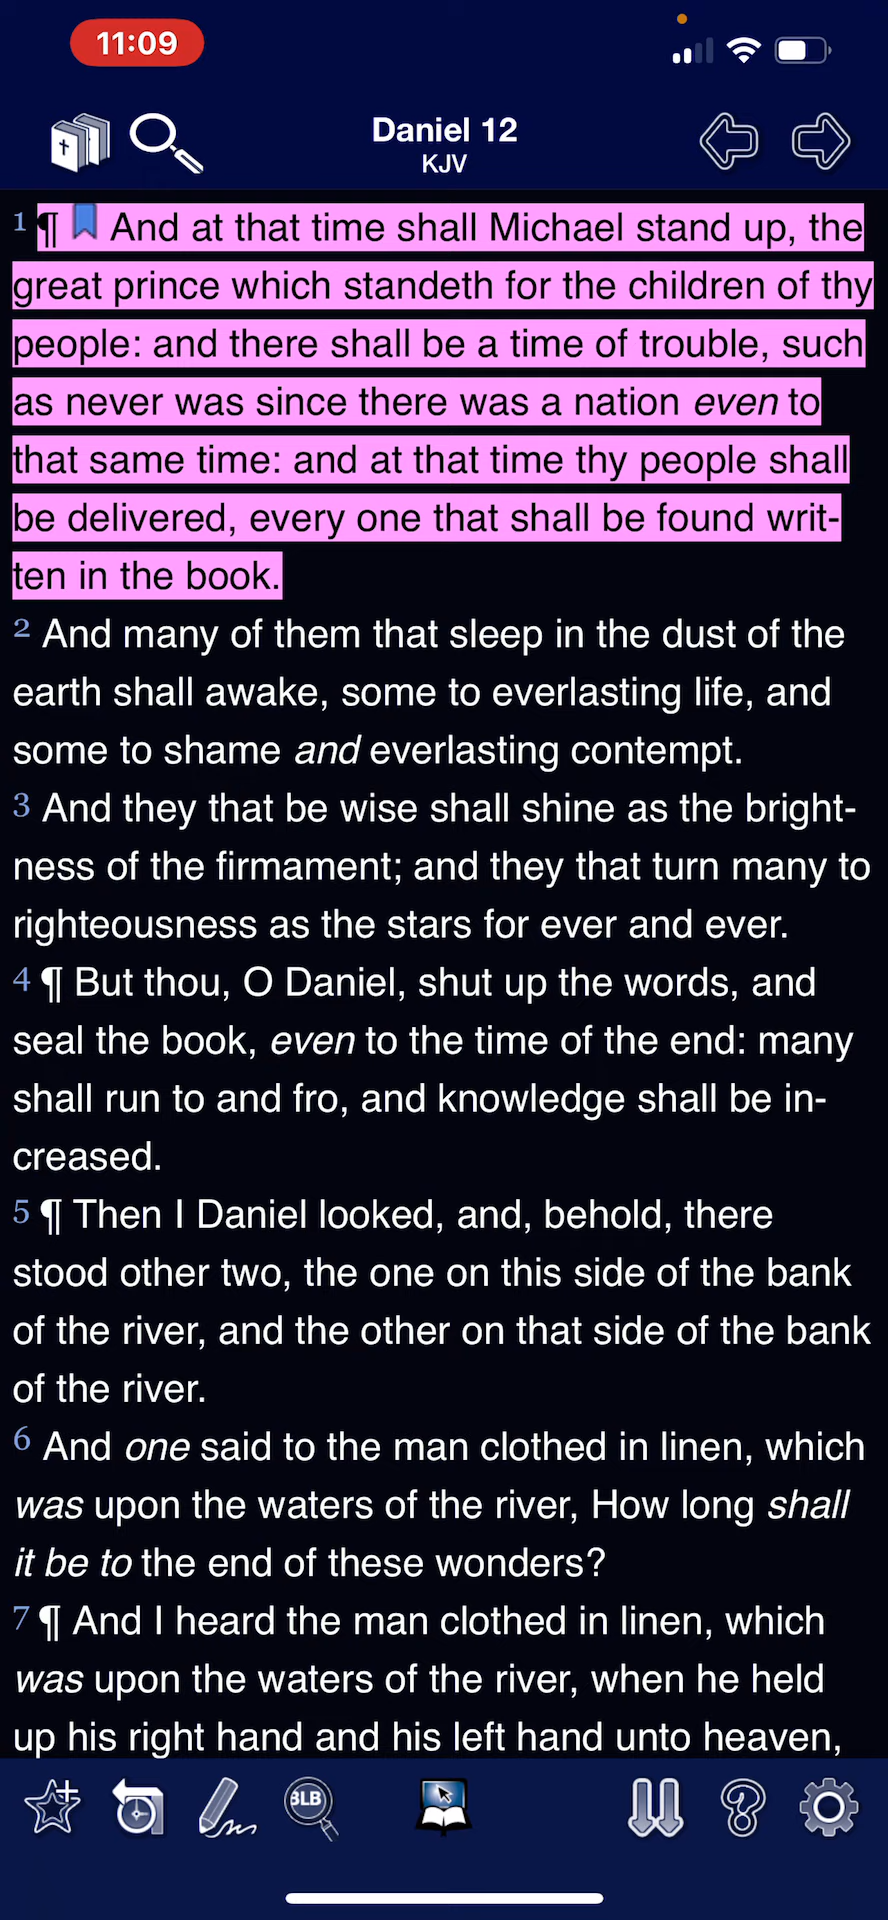 11:09
Daniel 12
KJV
1 ¶ And at that time shall Michael stand up, the
great prince which standeth for the children of thy
people: and there shall be a time of trouble, such
as never was since there was a nation even to
that same time: and at that time thy people shall
be delivered, every one that shall be found writ-
ten in the book.
2 And many of them that sleep in the dust of the
earth shall awake, some to everlasting life, and
some to shame and everlasting contempt.
3 And they that be wise shall shine as the bright-
ness of the firmament; and they that turn many to
righteousness as the stars for ever and ever.
4 ¶ But thou, O Daniel, shut up the words, and
seal the book, even to the time of the end: many
shall run to and fro, and knowledge shall be in-
creased.
5 ¶ Then I Daniel looked, and, behold, there
stood other two, the one on this side of the bank
of the river, and the other on that side of the bank
of the river.
6 And one said to the man clothed in linen, which
was upon the waters of the river, How long shall
it be to the end of these wonders?
7 ¶ And I heard the man clothed in linen, which
was upon the waters of the river, when he held
up his right hand and his left hand unto heaven,
BLB